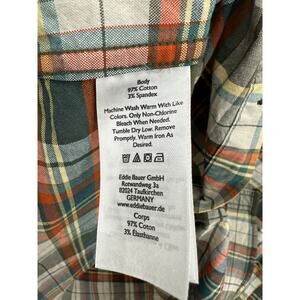 Body
97% Cotton
3% Spandex
Machine Wash Warm With Like
Colors. Only Non-Chlorine
Bleach When Needed.
Tumble Dry Low. Remove
Promptly. Warm Iron As
Desired.
Eddie Bauer GmbH
Rotwandweg 3a
82024 Taufkirchen
GERMANY
www.eddiebauer.de
Corps
97% Coton
3% Élasthanne